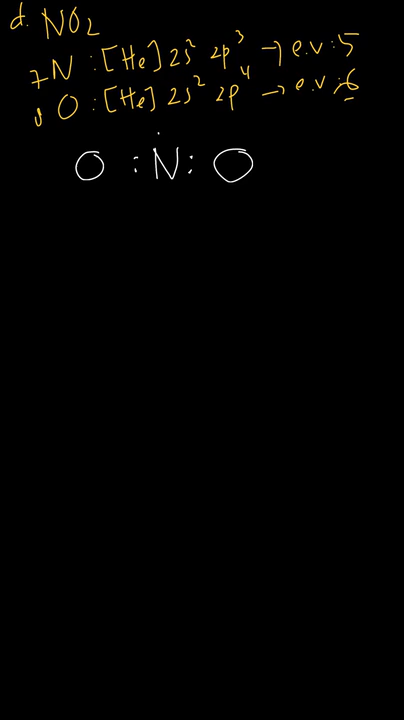 d. NO₂
₇N : [He] 2s² 2p³ → e.v : 5
₈O : [He] 2s² 2p⁴ → e.v : 6
O :Ṅ: O